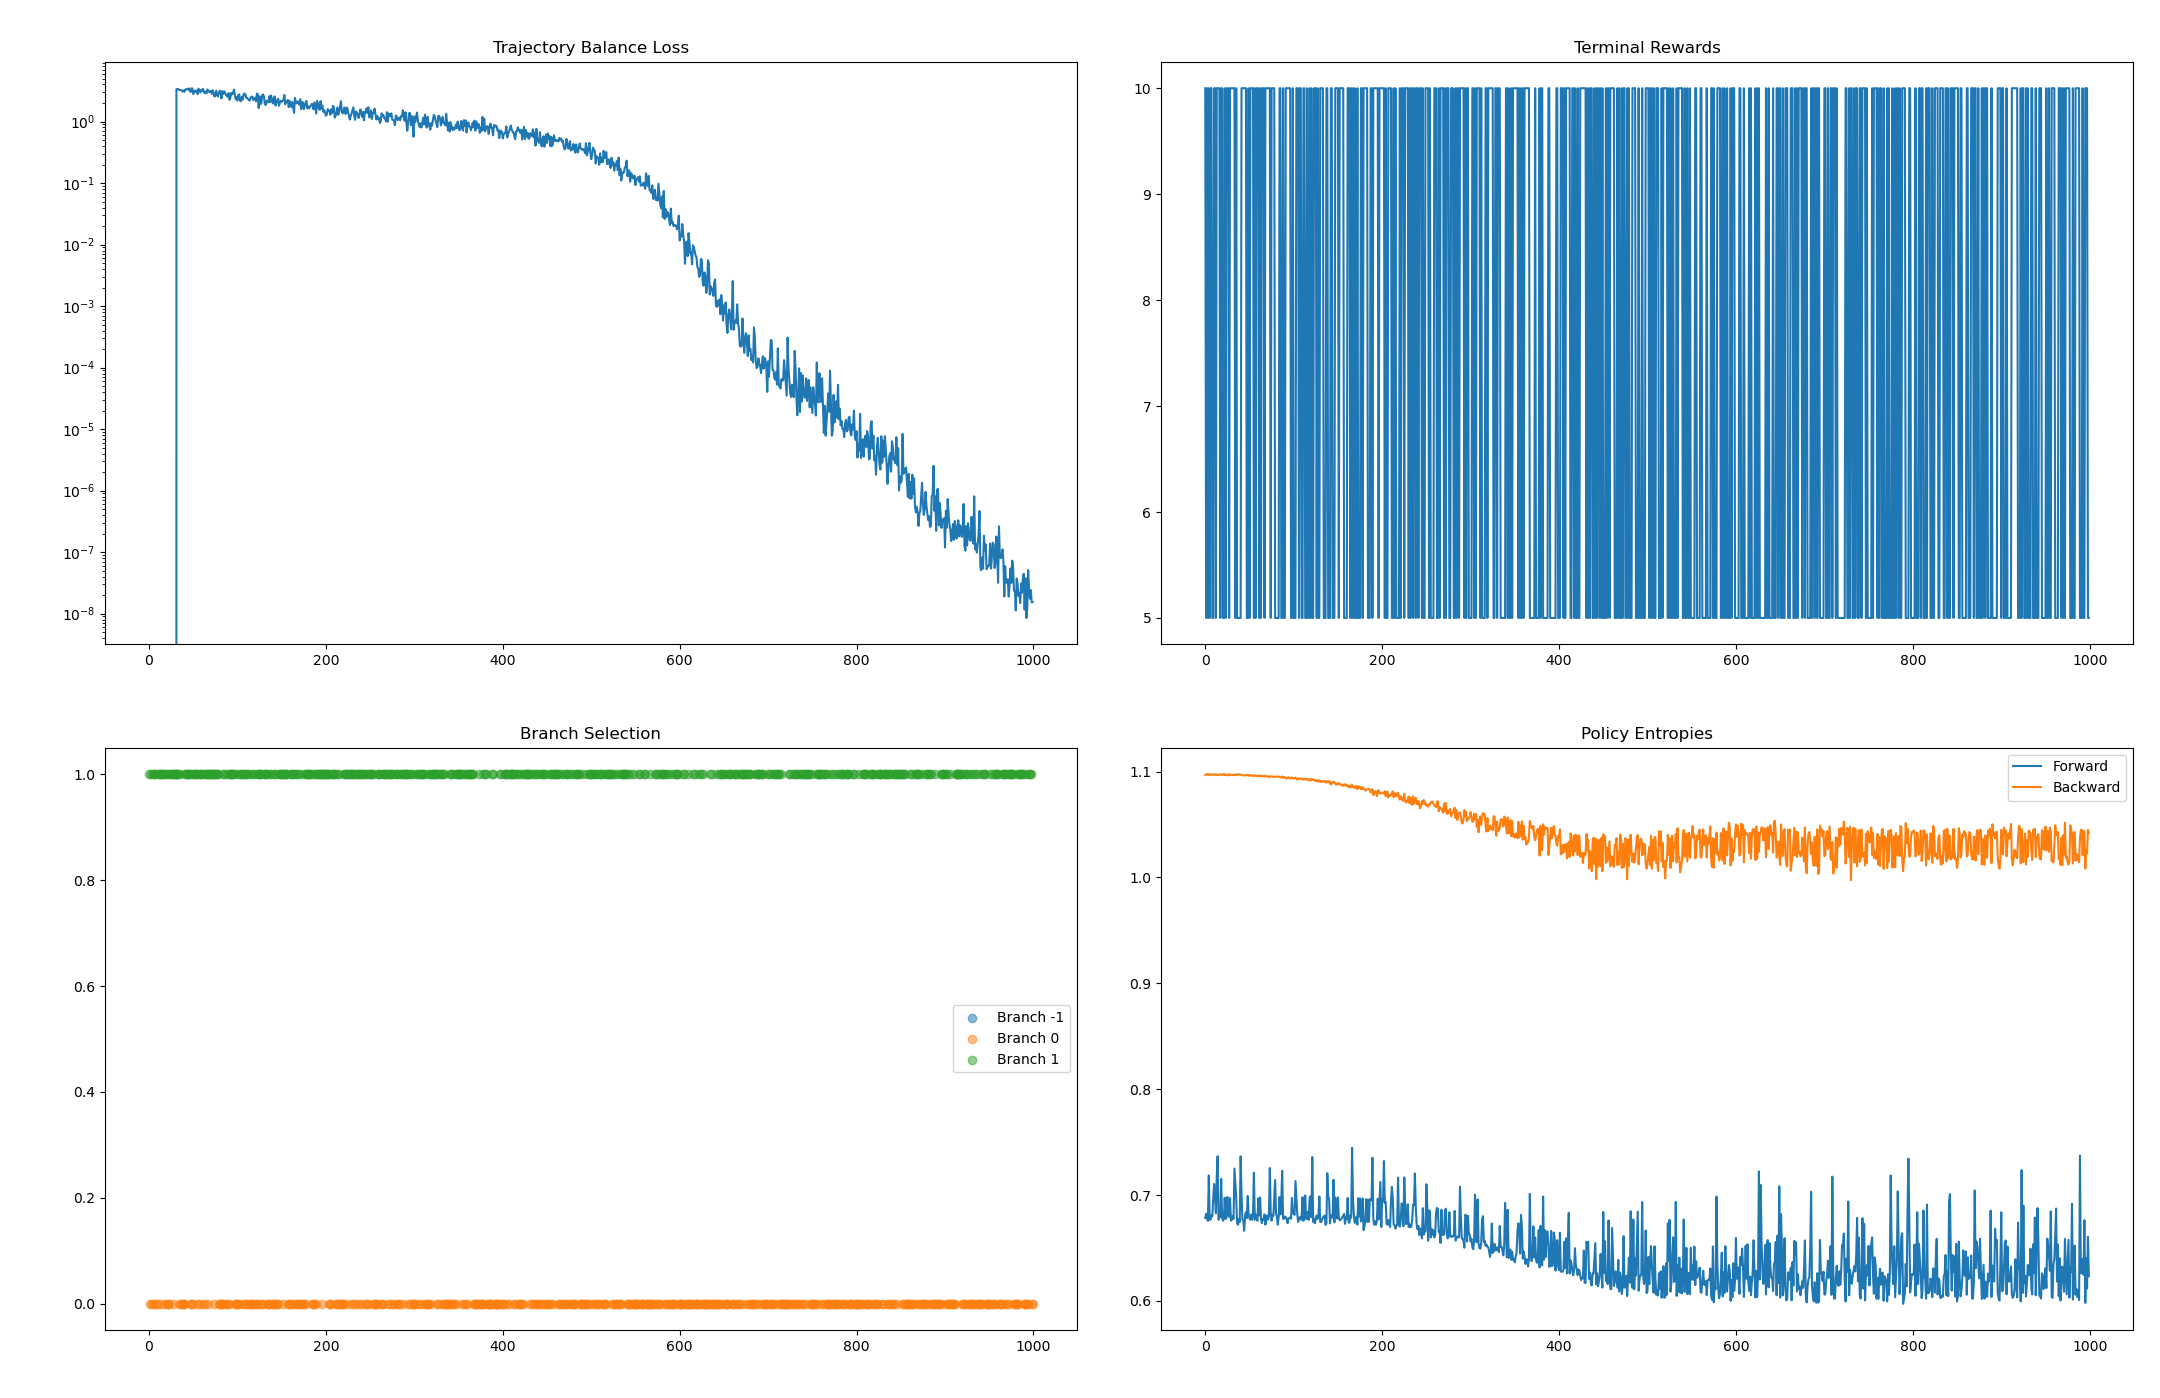 Trajectory Balance Loss
10⁰
10⁻¹
10⁻²
10⁻³
10⁻⁴
10⁻⁵
10⁻⁶
10⁻⁷
10⁻⁸
0 200 400 600 800 1000
Terminal Rewards
10
9
8
7
6
5
0 200 400 600 800 1000
Branch Selection
1.0
0.8
0.6
0.4
0.2
0.0
Branch -1
Branch 0
Branch 1
0 200 400 600 800 1000
Policy Entropies
Forward
Backward
1.1
1.0
0.9
0.8
0.7
0.6
0 200 400 600 800 1000